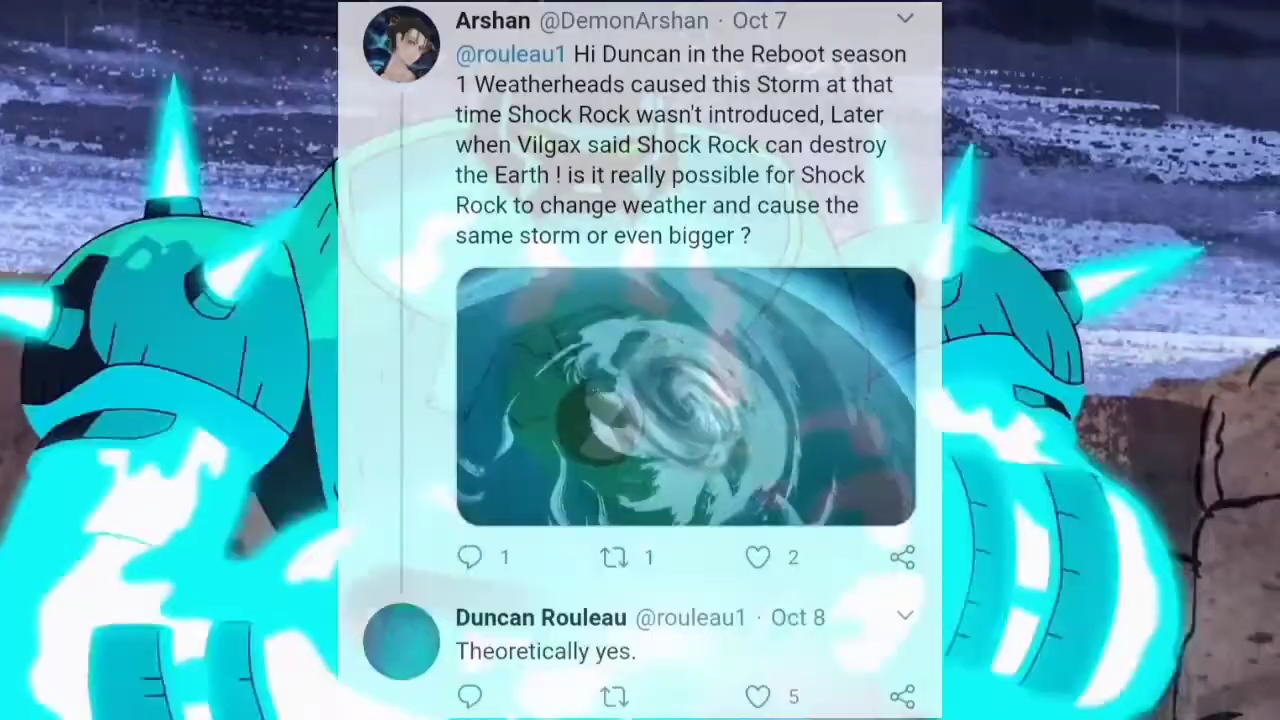 Arshan @DemonArshan · Oct 7
@rouleau1 Hi Duncan in the Reboot season
1 Weatherheads caused this Storm at that
time Shock Rock wasn't introduced, Later
when Vilgax said Shock Rock can destroy
the Earth ! is it really possible for Shock
Rock to change weather and cause the
same storm or even bigger ?
1 1 2
Duncan Rouleau @rouleau1 · Oct 8
Theoretically yes.
5